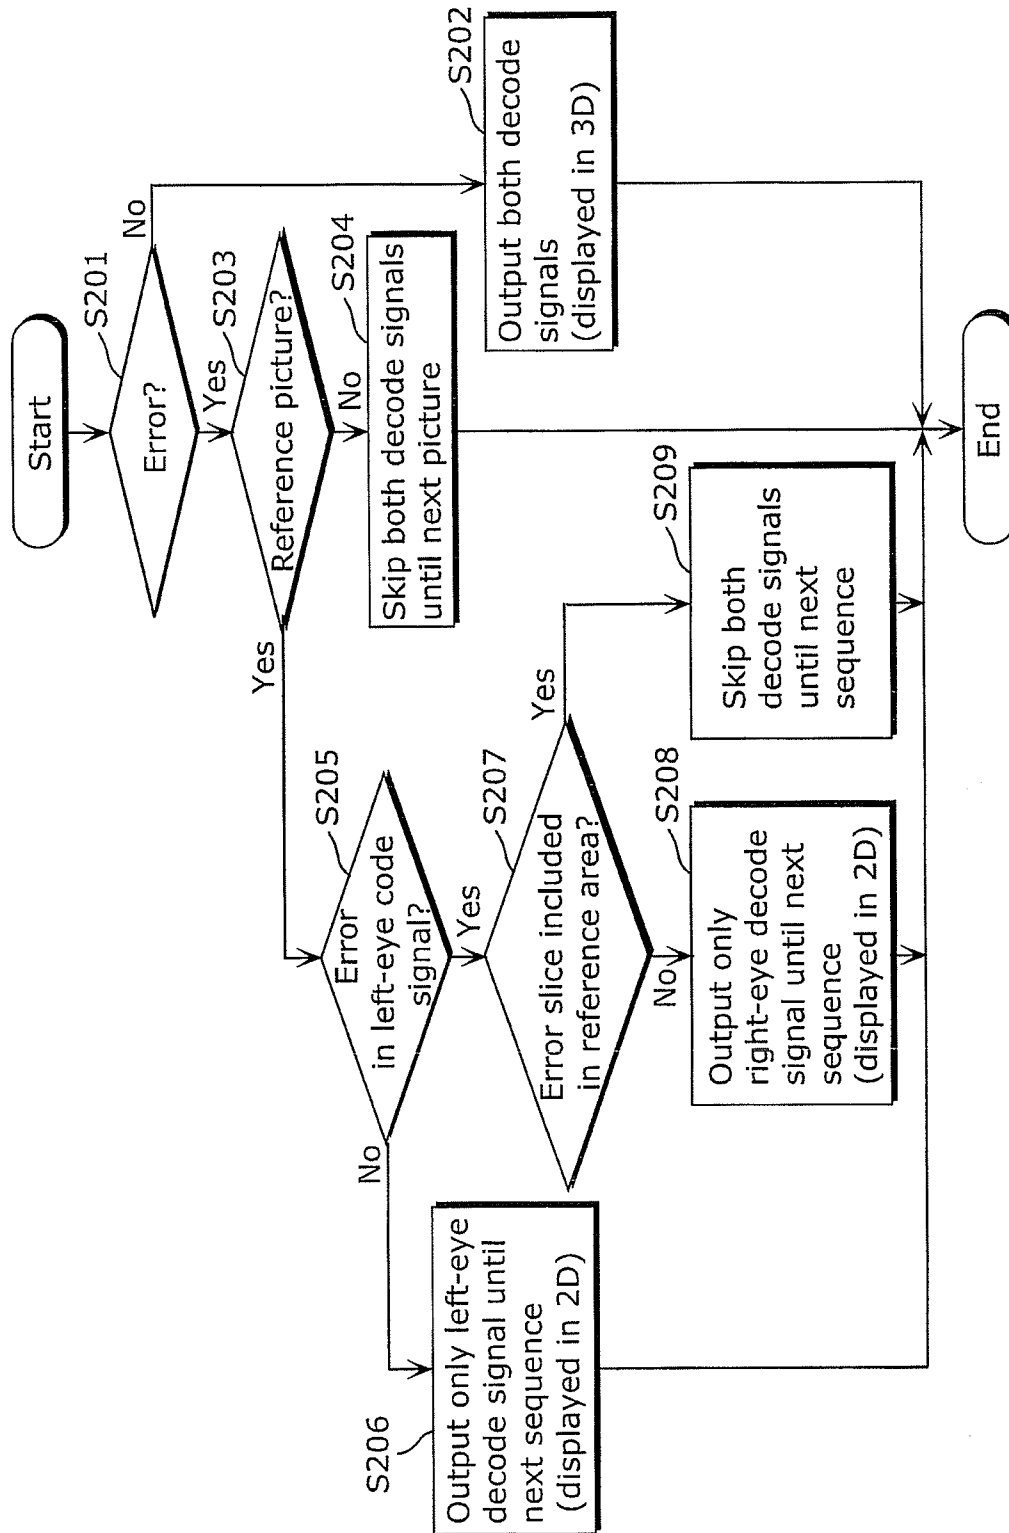 Start
S201
Error?
No
Yes
S203
Reference picture?
Yes
No
S204
Skip both decode signals
until next picture
S202
Output both decode
signals
(displayed in 3D)
S205
Error
in left-eye code
signal?
No
Yes
S206
Output only left-eye
decode signal until
next sequence
(displayed in 2D)
S207
Error slice included
in reference area?
Yes
No
S208
Output only
right-eye decode
signal until next
sequence
(displayed in 2D)
S209
Skip both
decode signals
until next
sequence
End